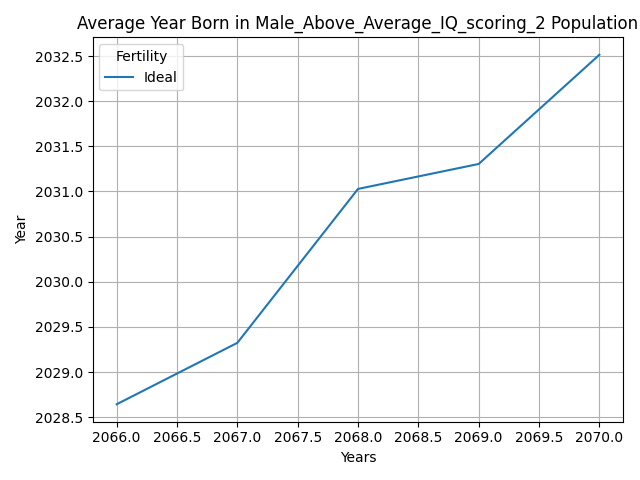 Average Year Born in Male_Above_Average_IQ_scoring_2 Population
Fertility
Ideal
2032.5
2032.0
2031.5
2031.0
2030.5
2030.0
2029.5
2029.0
2028.5
Year
2066.0 2066.5 2067.0 2067.5 2068.0 2068.5 2069.0 2069.5 2070.0
Years